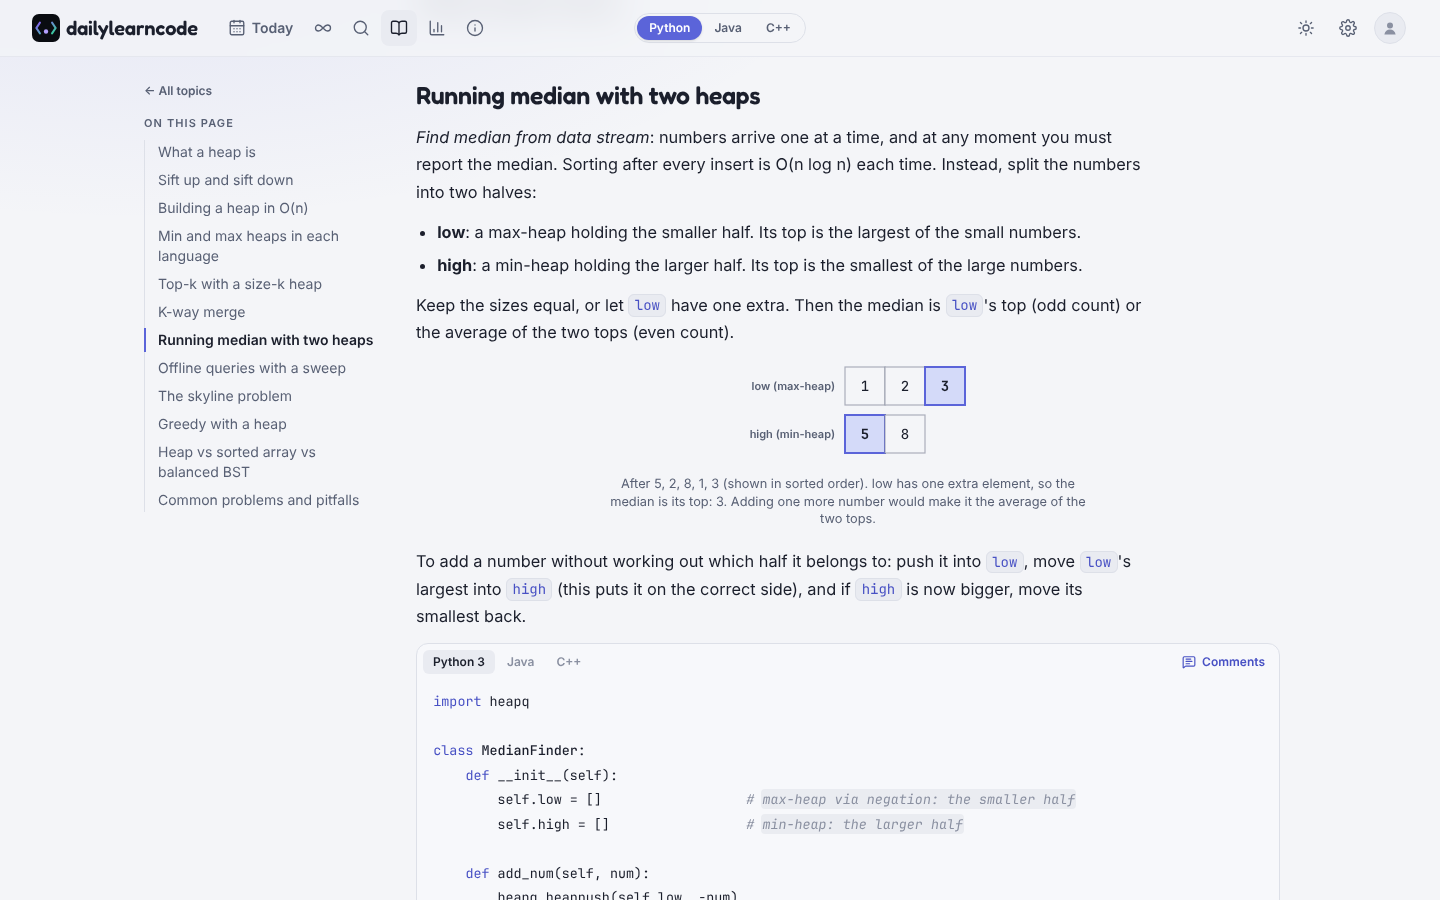 dailylearncode
Today
Python
Java
C++
← All topics
ON THIS PAGE
What a heap is
Sift up and sift down
Building a heap in O(n)
Min and max heaps in each
language
Top-k with a size-k heap
K-way merge
Running median with two heaps
Offline queries with a sweep
The skyline problem
Greedy with a heap
Heap vs sorted array vs
balanced BST
Common problems and pitfalls
Running median with two heaps
Find median from data stream: numbers arrive one at a time, and at any moment you must
report the median. Sorting after every insert is O(n log n) each time. Instead, split the numbers
into two halves:
• low: a max-heap holding the smaller half. Its top is the largest of the small numbers.
• high: a min-heap holding the larger half. Its top is the smallest of the large numbers.
Keep the sizes equal, or let low have one extra. Then the median is low's top (odd count) or
the average of the two tops (even count).
low (max-heap) 1 2 3
high (min-heap) 5 8
After 5, 2, 8, 1, 3 (shown in sorted order). low has one extra element, so the
median is its top: 3. Adding one more number would make it the average of the
two tops.
To add a number without working out which half it belongs to: push it into low, move low's
largest into high (this puts it on the correct side), and if high is now bigger, move its
smallest back.
Python 3
Java
C++
Comments
import heapq
class MedianFinder:
def __init__(self):
self.low = [] # max-heap via negation: the smaller half
self.high = [] # min-heap: the larger half
def add_num(self, num):
heapq.heappush(self.low, -num)